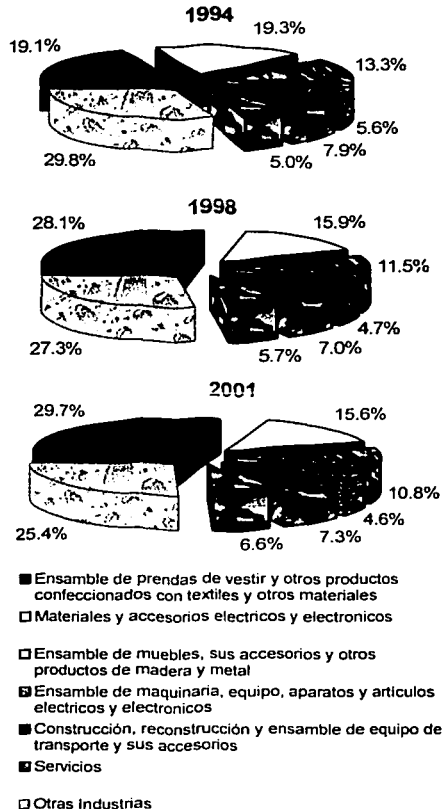 1994
19.1%
19.3%
13.3%
5.6%
7.9%
5.0%
29.8%
1998
28.1%
15.9%
11.5%
4.7%
7.0%
5.7%
27.3%
2001
29.7%
15.6%
10.8%
4.6%
7.3%
6.6%
25.4%
Ensamble de prendas de vestir y otros productos
confeccionados con textiles y otros materiales
Materiales y accesorios electricos y electronicos
Ensamble de muebles, sus accesorios y otros
productos de madera y metal
Ensamble de maquinaria, equipo, aparatos y articulos
electricos y electronicos
Construcción, reconstrucción y ensamble de equipo de
transporte y sus accesorios
Servicios
Otras Industrias